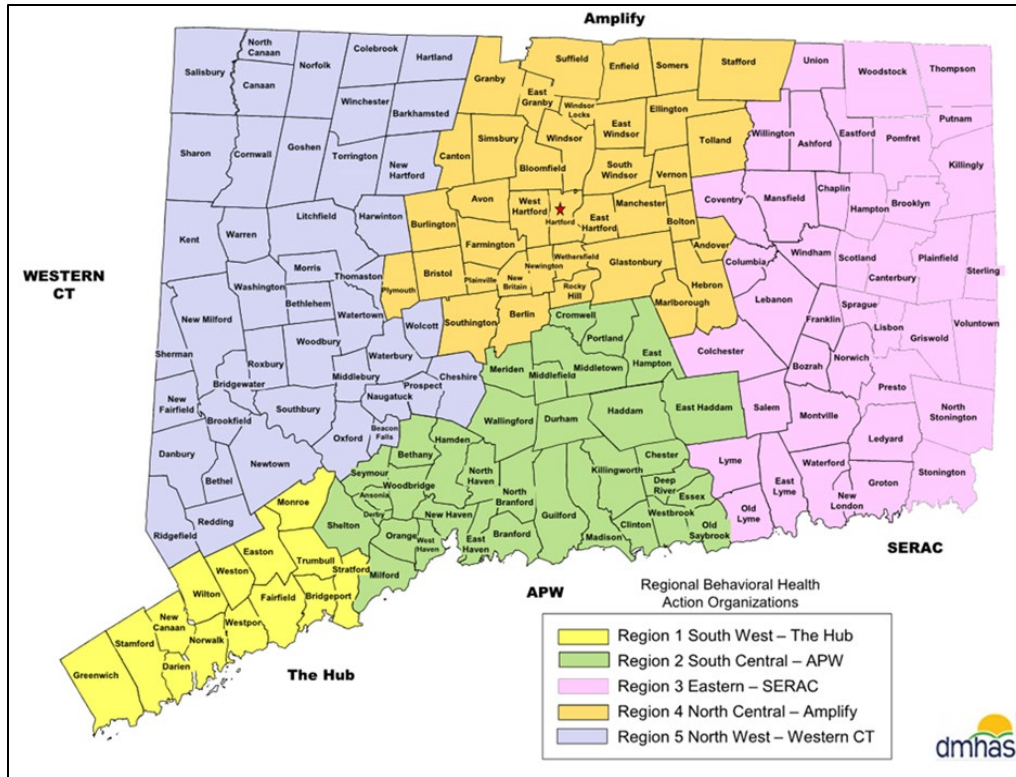 Amplify
North
Canaan
Colebrook
Hartland
Suffield
Enfield
Somers
Stafford
Union
Woodstock
Thompson
Salisbury
Canaan
Norfolk
Granby
East
Granby
Windsor
Locks
Winchester
Barkhamsted
Ellington
East
Windsor
Putnam
Sharon
Cornwall
Goshen
Torrington
New
Hartford
Canton
Simsbury
Windsor
Bloomfield
South
Windsor
Vernon
Tolland
Willington
Ashford
Eastford
Pomfret
Killingly
Litchfield
Harwinton
Burlington
Avon
West
Hartford
Hartford
East
Hartford
Manchester
Bolton
Coventry
Mansfield
Chaplin
Hampton
Brooklyn
Kent
Warren
Morris
Thomaston
Farmington
Newington
Wethersfield
Glastonbury
Andover
Columbia
Windham
Scotland
Canterbury
Plainfield
Sterling
WESTERN
CT
Washington
Bethlehem
Watertown
Plymouth
Bristol
Plainville
New
Britain
Rocky
Hill
Hebron
Marlborough
Lebanon
Franklin
Sprague
Lisbon
Griswold
Voluntown
New Milford
Woodbury
Wolcott
Southington
Berlin
Cromwell
Portland
East
Hampton
Colchester
Bozrah
Norwich
Sherman
Roxbury
Bridgewater
Middlebury
Waterbury
Prospect
Cheshire
Meriden
Middlefield
Middletown
Presto
New
Fairfield
Brookfield
Southbury
Naugatuck
Oxford
Beacon
Falls
Wallingford
Durham
Haddam
East Haddam
Salem
Montville
Ledyard
North
Stonington
Danbury
Bethel
Newtown
Seymour
Bethany
Hamden
Woodbridge
North
Haven
North
Branford
Killingworth
Chester
Deep
River
Essex
Lyme
East
Lyme
Waterford
New
London
Groton
Stonington
Ridgefield
Redding
Monroe
Shelton
Ansonia
Derby
Orange
New Haven
West
Haven
East
Haven
Branford
Guilford
Madison
Clinton
Westbrook
Old
Saybrook
Old
Lyme
Easton
Weston
Trumbull
Stratford
Milford
SERAC
Wilton
Fairfield
Bridgeport
APW
New
Canaan
Westpor
Norwalk
Stamford
Darien
Greenwich
The Hub
Regional Behavioral Health
Action Organizations
Region 1 South West – The Hub
Region 2 South Central – APW
Region 3 Eastern – SERAC
Region 4 North Central – Amplify
Region 5 North West – Western CT
dmhas